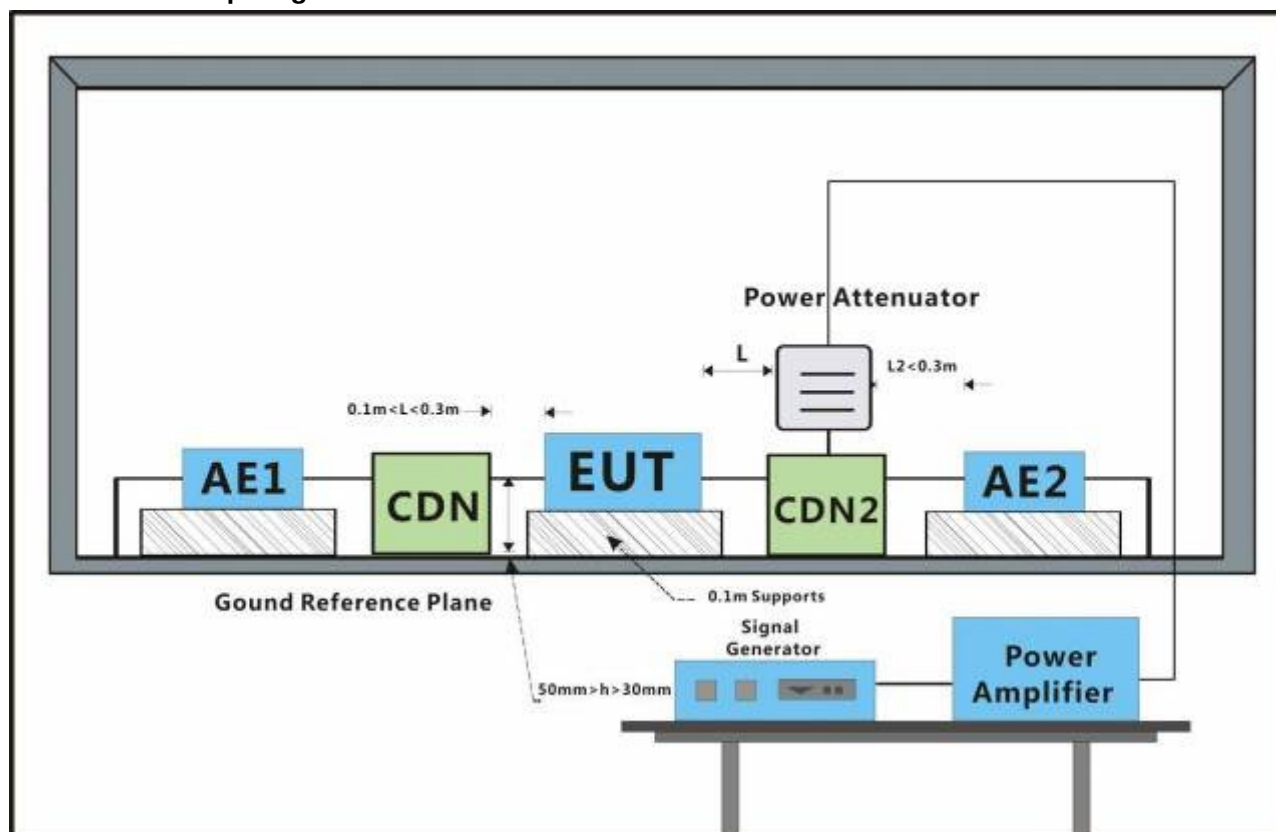 Power Attenuator
L
L2<0.3m
0.1m<L<0.3m
AE1
CDN
EUT
CDN2
AE2
Gound Reference Plane
0.1m Supports
Signal
Generator
50mm>h>30mm
Power
Amplifier